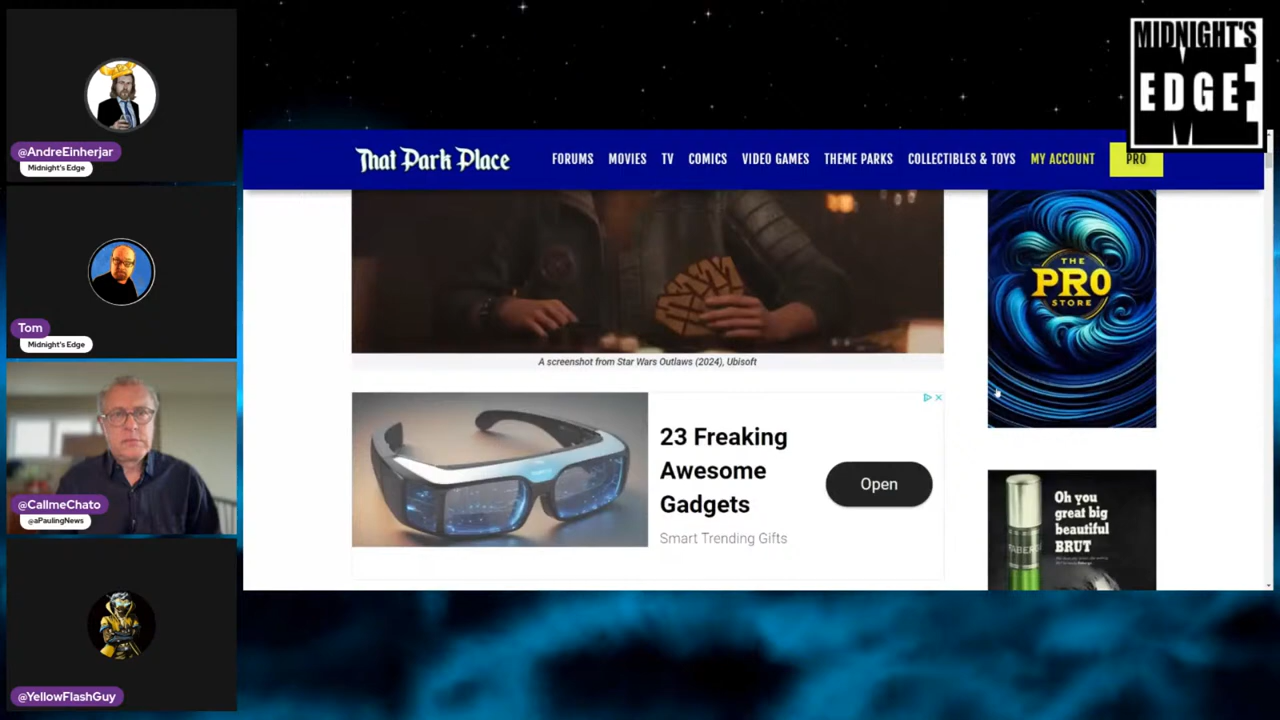 MIDNIGHT'S
EDGE
@AndreEinherjar
Midnight's Edge
Tom
Midnight's Edge
@CallmeChato
@aPaulingNews
@YellowFlashGuy
That Park Place
FORUMS MOVIES TV COMICS VIDEO GAMES THEME PARKS COLLECTIBLES & TOYS MY ACCOUNT PRO
A screenshot from Star Wars Outlaws (2024), Ubisoft
23 Freaking
Awesome
Gadgets
Smart Trending Gifts
Open
THE
PRO
STORE
Oh you
great big
beautiful
BRUT